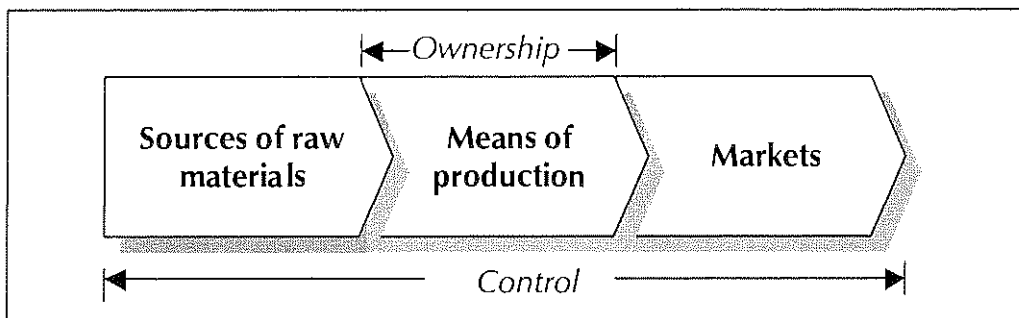 Ownership
Sources of raw
materials
Means of
production
Markets
Control